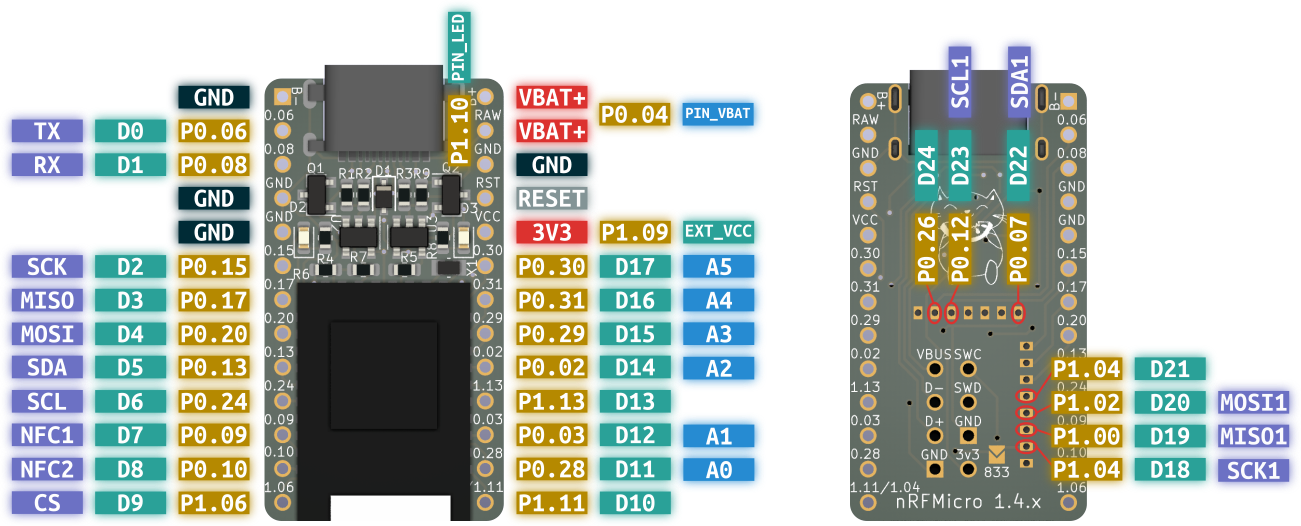 PIN_LED
GND
VBAT+
P0.04 PIN_VBAT
TX D0 P0.06
VBAT+
RX D1 P0.08
P1.10
GND
GND
RESET
GND
3V3 P1.09 EXT_VCC
SCK D2 P0.15
P0.30 D17 A5
MISO D3 P0.17
P0.31 D16 A4
MOSI D4 P0.20
P0.29 D15 A3
SDA D5 P0.13
P0.02 D14 A2
SCL D6 P0.24
P1.13 D13
NFC1 D7 P0.09
P0.03 D12 A1
NFC2 D8 P0.10
P0.28 D11 A0
CS D9 P1.06
P1.11 D10
B-
0.06
0.08
GND
GND
0.15
0.17
0.20
0.13
0.24
0.09
0.10
1.06
B+
RAW
GND
RST
VCC
0.30
0.31
0.29
0.02
1.13
0.03
0.28
/1.11
Q1
R1 R2 D1 R3 R9
Q2
D2
D3
R6
R4
R7
R5
X1
SCL1
SDA1
D24
D23
D22
P0.26
P0.12
P0.07
B+
RAW
GND
RST
VCC
0.30
0.31
0.29
0.02
1.13
0.03
0.28
1.11/1.04
B-
0.06
0.08
GND
GND
0.15
0.17
0.20
0.13
0.24
0.09
0.10
1.06
VBUS SWC
D- SWD
D+ GND
GND 3v3
833
P1.04 D21
P1.02 D20 MOSI1
P1.00 D19 MISO1
P1.04 D18 SCK1
nRFMicro 1.4.x